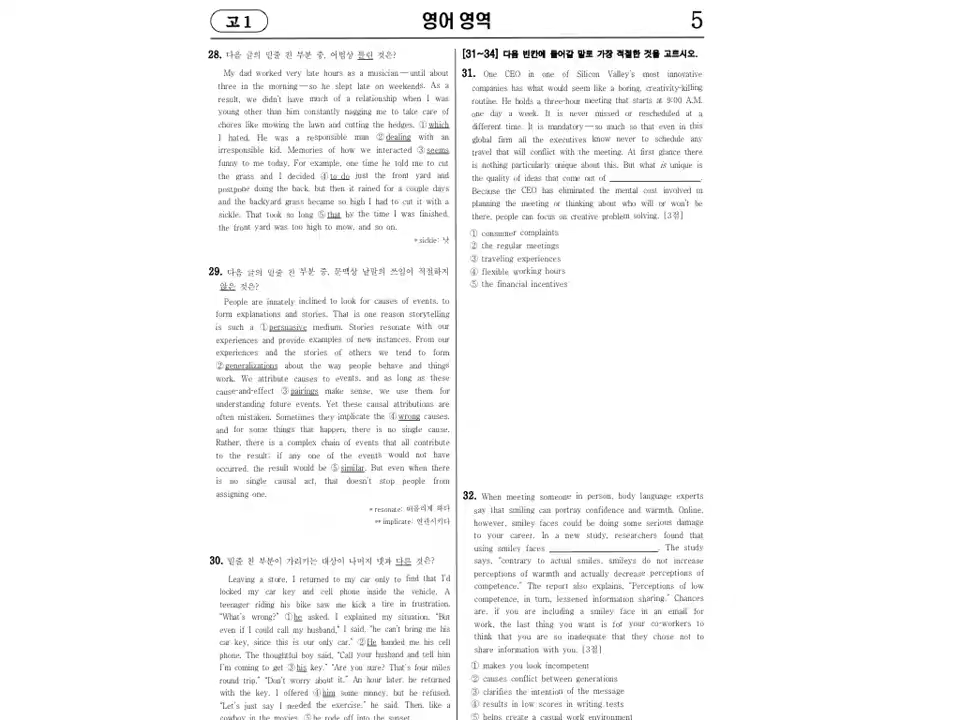 고 1
영어 영역
5
28. 다음 글의 밑줄 친 부분 중, 어법상 틀린 것은?
My dad worked very late hours as a musician — until about
three in the morning — so he slept late on weekends. As a
result, we didn't have much of a relationship when I was
young other than him constantly nagging me to take care of
chores like mowing the lawn and cutting the hedges, ① which
I hated. He was a responsible man ② dealing with an
irresponsible kid. Memories of how we interacted ③ seems
funny to me today. For example, one time he told me to cut
the grass and I decided ④ to do just the front yard and
postpone doing the back, but then it rained for a couple days
and the backyard grass became so high I had to cut it with a
sickle. That took so long ⑤ that by the time I was finished,
the front yard was too high to mow, and so on.
* sickle: 낫
29. 다음 글의 밑줄 친 부분 중, 문맥상 낱말의 쓰임이 적절하지
않은 것은?
People are innately inclined to look for causes of events, to
form explanations and stories. That is one reason storytelling
is such a ① persuasive medium. Stories resonate with our
experiences and provide examples of new instances. From our
experiences and the stories of others we tend to form
② generalizations about the way people behave and things
work. We attribute causes to events, and as long as these
cause-and-effect ③ pairings make sense, we use them for
understanding future events. Yet these causal attributions are
often mistaken. Sometimes they implicate the ④ wrong causes,
and for some things that happen, there is no single cause.
Rather, there is a complex chain of events that all contribute
to the result; if any one of the events would not have
occurred, the result would be ⑤ similar. But even when there
is no single causal act, that doesn't stop people from
assigning one.
* resonate: 떠올리게 하다
** implicate: 연관시키다
30. 밑줄 친 부분이 가리키는 대상이 나머지 넷과 다른 것은?
Leaving a store, I returned to my car only to find that I'd
locked my car key and cell phone inside the vehicle. A
teenager riding his bike saw me kick a tire in frustration.
"What's wrong?" ① he asked. I explained my situation. "But
even if I could call my husband," I said, "he can't bring me his
car key, since this is our only car." ② He handed me his cell
phone. The thoughtful boy said, "Call your husband and tell him
I'm coming to get ③ his key." "Are you sure? That's four miles
round trip." "Don't worry about it." An hour later, he returned
with the key. I offered ④ him some money, but he refused.
"Let's just say I needed the exercise," he said. Then, like a
cowboy in the movies, ⑤ he rode off into the sunset.
[31~34] 다음 빈칸에 들어갈 말로 가장 적절한 것을 고르시오.
31. One CEO in one of Silicon Valley's most innovative
companies has what would seem like a boring, creativity-killing
routine. He holds a three-hour meeting that starts at 9:00 A.M.
one day a week. It is never missed or rescheduled at a
different time. It is mandatory — so much so that even in this
global firm all the executives know never to schedule any
travel that will conflict with the meeting. At first glance there
is nothing particularly unique about this. But what is unique is
the quality of ideas that come out of ____________.
Because the CEO has eliminated the mental cost involved in
planning the meeting or thinking about who will or won't be
there, people can focus on creative problem solving. [3점]
① consumer complaints
② the regular meetings
③ traveling experiences
④ flexible working hours
⑤ the financial incentives
32. When meeting someone in person, body language experts
say that smiling can portray confidence and warmth. Online,
however, smiley faces could be doing some serious damage
to your career. In a new study, researchers found that
using smiley faces ____________. The study
says, "contrary to actual smiles, smileys do not increase
perceptions of warmth and actually decrease perceptions of
competence." The report also explains, "Perceptions of low
competence, in turn, lessened information sharing." Chances
are, if you are including a smiley face in an email for
work, the last thing you want is for your co-workers to
think that you are so inadequate that they chose not to
share information with you. [3점]
① makes you look incompetent
② causes conflict between generations
③ clarifies the intention of the message
④ results in low scores in writing tests
⑤ helps create a casual work environment